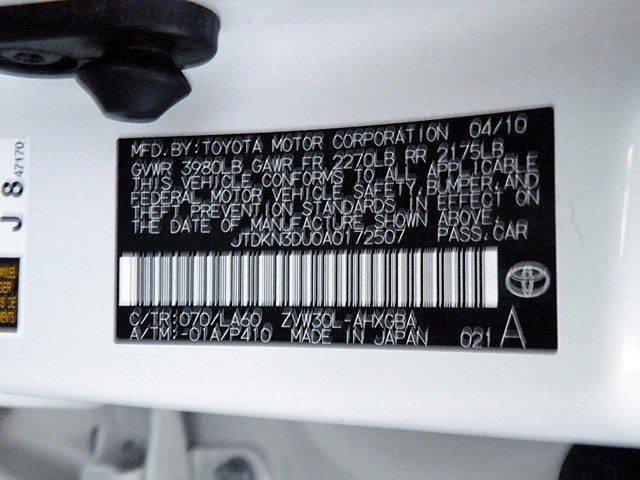 MFD.BY:TOYOTA MOTOR CORPORATION 04/10
GVWR 3980LB GAWR FR 2270LB RR 2175LB
THIS VEHICLE CONFORMS TO ALL APPLICABLE
FEDERAL MOTOR VEHICLE SAFETY, BUMPER, AND
THEFT PREVENTION STANDARDS IN EFFECT ON
THE DATE OF MANUFACTURE SHOWN ABOVE.
JTDKN3DU0A0172507 PASS.CAR
C/TR:070/LA60 ZVW30L-AHXGBA
A/TM:-01A/P410 MADE IN JAPAN 021 A
J 8 47170